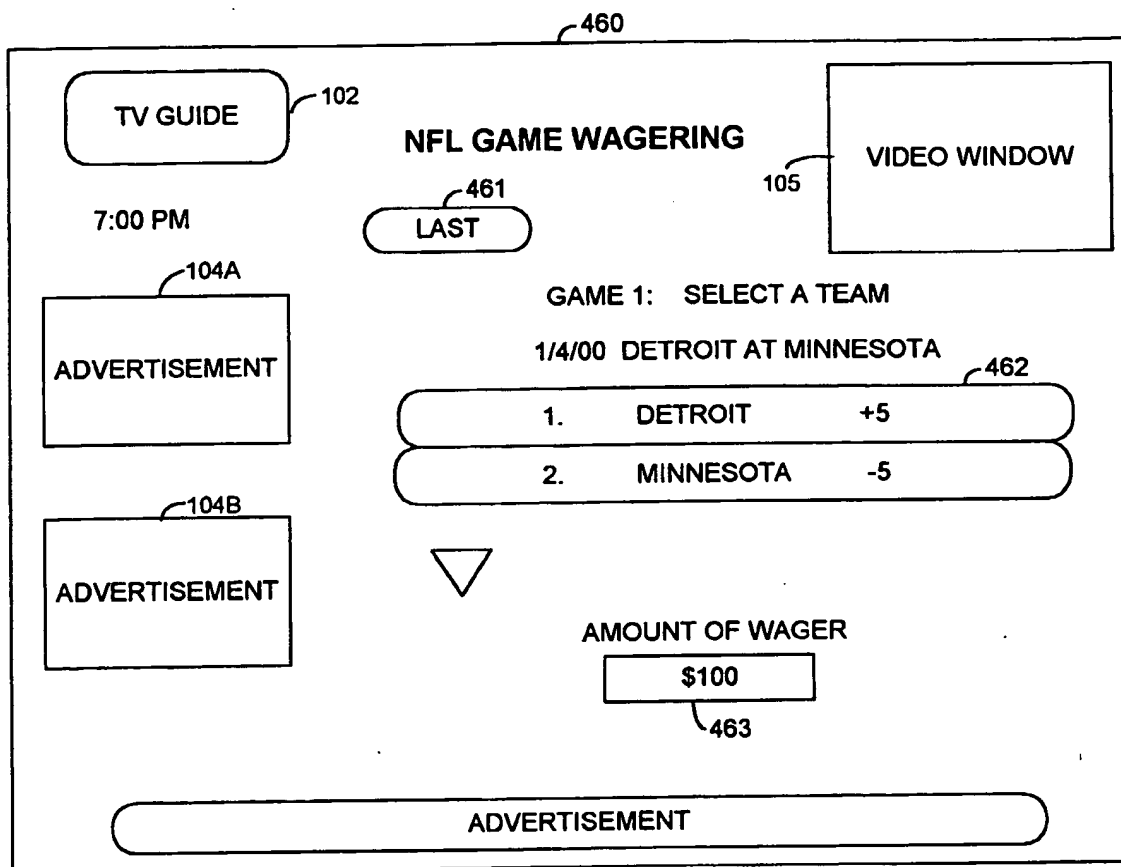 460
TV GUIDE
102
NFL GAME WAGERING
105
VIDEO WINDOW
7:00 PM
461
LAST
104A
ADVERTISEMENT
GAME 1: SELECT A TEAM
1/4/00 DETROIT AT MINNESOTA
462
1. DETROIT +5
2. MINNESOTA -5
104B
ADVERTISEMENT
AMOUNT OF WAGER
$100
463
ADVERTISEMENT